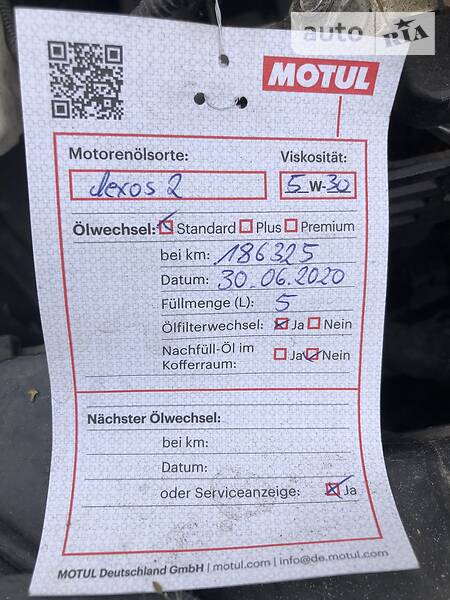 auto RIA
MOTUL
Motorenölsorte:
Viskosität:
dexos 2
5 W-30
Ölwechsel: Standard Plus Premium
bei km: 186325
Datum: 30.06.2020
Füllmenge (L): 5
Ölfilterwechsel: Ja Nein
Nachfüll-Öl im
Kofferraum: Ja Nein
Nächster Ölwechsel:
bei km:
Datum:
oder Serviceanzeige: Ja
MOTUL Deutschland GmbH | motul.com | info@de.motul.com